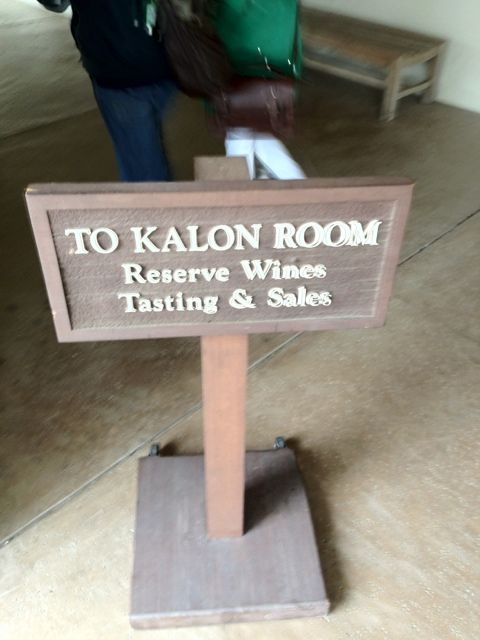 TO KALON ROOM
Reserve Wines
Tasting & Sales